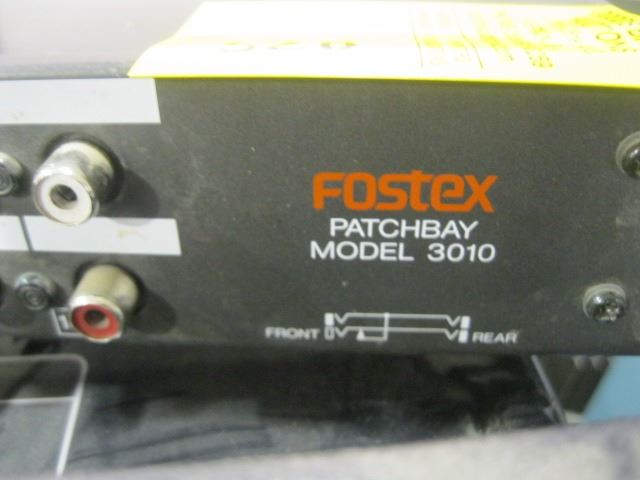 FOSTEX
PATCHBAY
MODEL 3010
FRONT
REAR